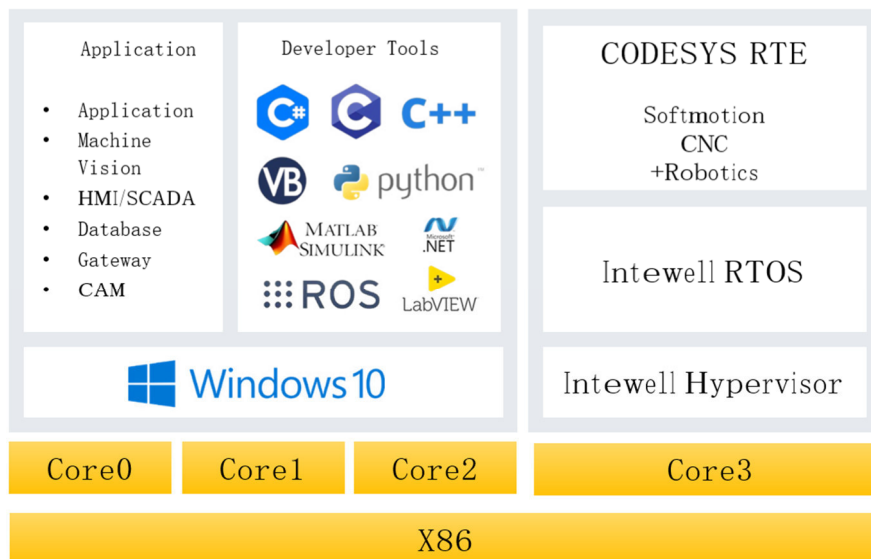 Application
• Application
• Machine
Vision
• HMI/SCADA
• Database
• Gateway
• CAM
Developer Tools
C#
C
C++
VB
python™
MATLAB
SIMULINK
Microsoft
.NET
ROS
LabVIEW
Windows 10
CODESYS RTE
Softmotion
CNC
+Robotics
Intewell RTOS
Intewell Hypervisor
Core0
Core1
Core2
Core3
X86